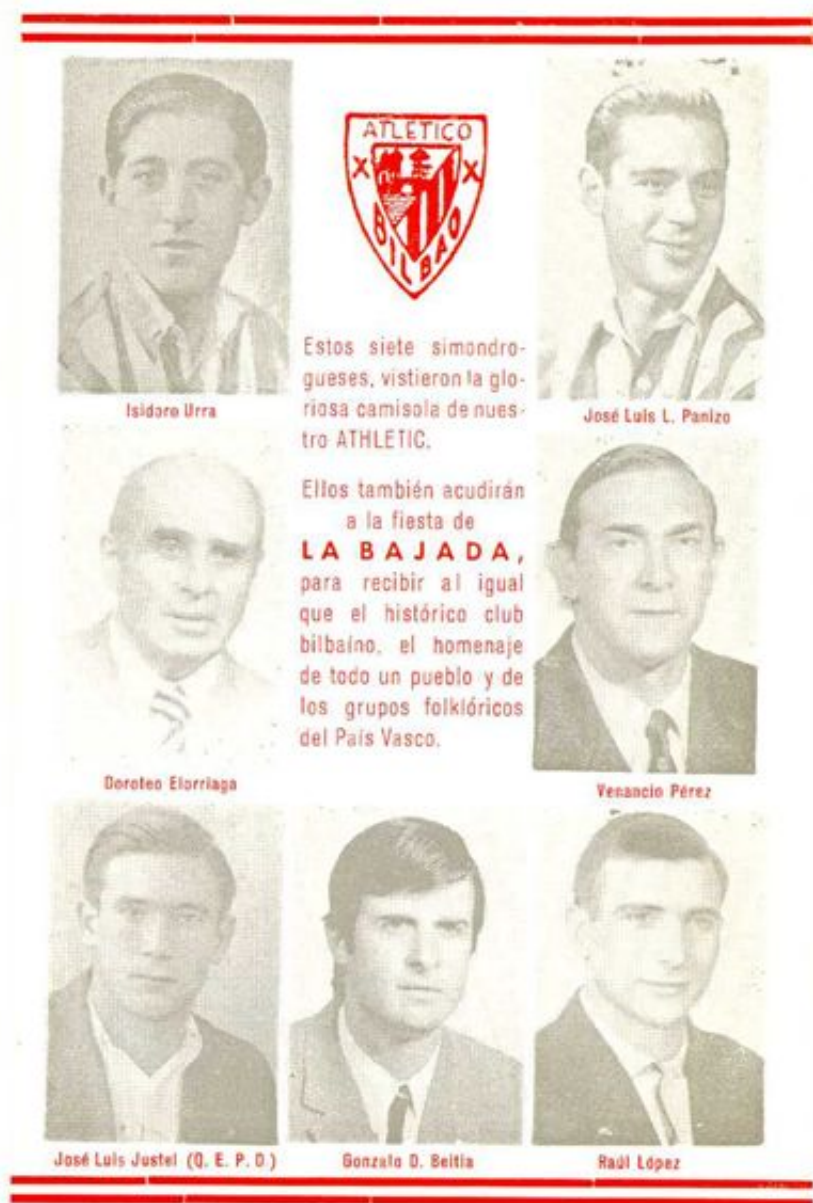 ATLETICO
BILBAO
Isidoro Urra
José Luis L. Panizo
Estos siete simondro-
gueses, vistieron la glo-
riosa camisola de nues-
tro ATHLETIC.
Ellos también acudirán
a la fiesta de
LA BAJADA,
para recibir al igual
que el histórico club
bilbaíno, el homenaje
de todo un pueblo y de
los grupos folklóricos
del País Vasco.
Doroteo Elorriaga
Venancio Pérez
José Luis Justel (Q. E. P. D.)
Gonzalo D. Beitia
Raúl López